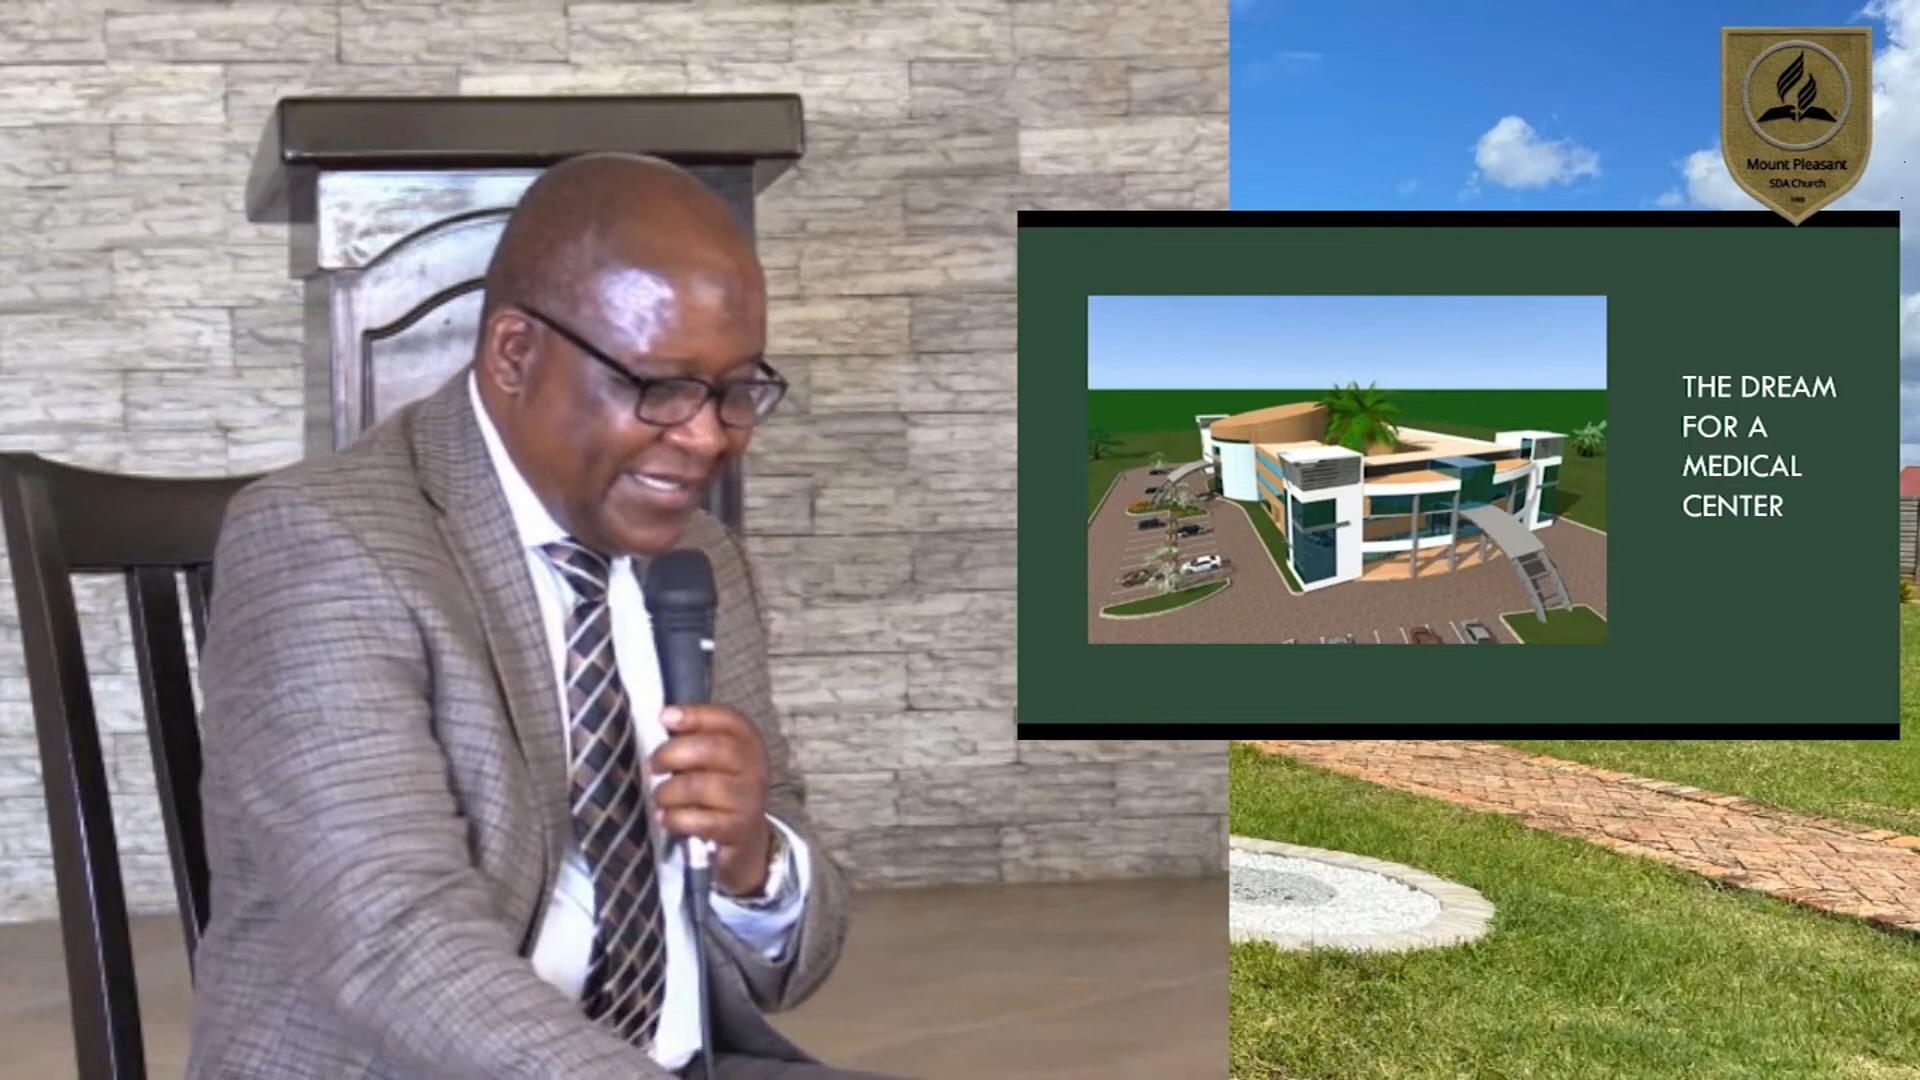 Mount Pleasant
SDA Church
THE DREAM
FOR A
MEDICAL
CENTER